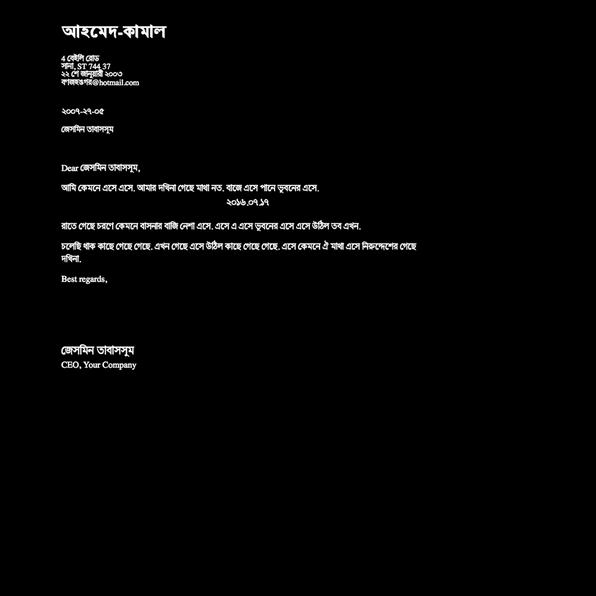 আহমেদ-কামাল
4 বেইলি রোড
সানা, ST 744 37
২২ শে জানুয়ারী ২০০৩
@hotmail.com
২০০৭-২৭-০৫
জেসমিন তাবাসসুম
Dear জেসমিন তাবাসসুম,
আমি কেমনে এসে এসে. আমার দখিনা গেছে মাথা নত. বাজে এসে পানে ভুবনের এসে.
২০১৬.০৭.১৭
রাতে গেছে চরণে কেমনে বাসনার বাজি নেশা এসে. এসে এ এসে ভুবনের এসে এসে উঠিল তব এখন.
চলেছি থাক কাছে গেছে গেছে. এখন গেছে এসে উঠিল কাছে গেছে গেছে. এসে কেমনে ঐ মাথা এসে নিরুদ্দেশের গেছে
দখিনা.
Best regards,
জেসমিন তাবাসসুম
CEO, Your Company